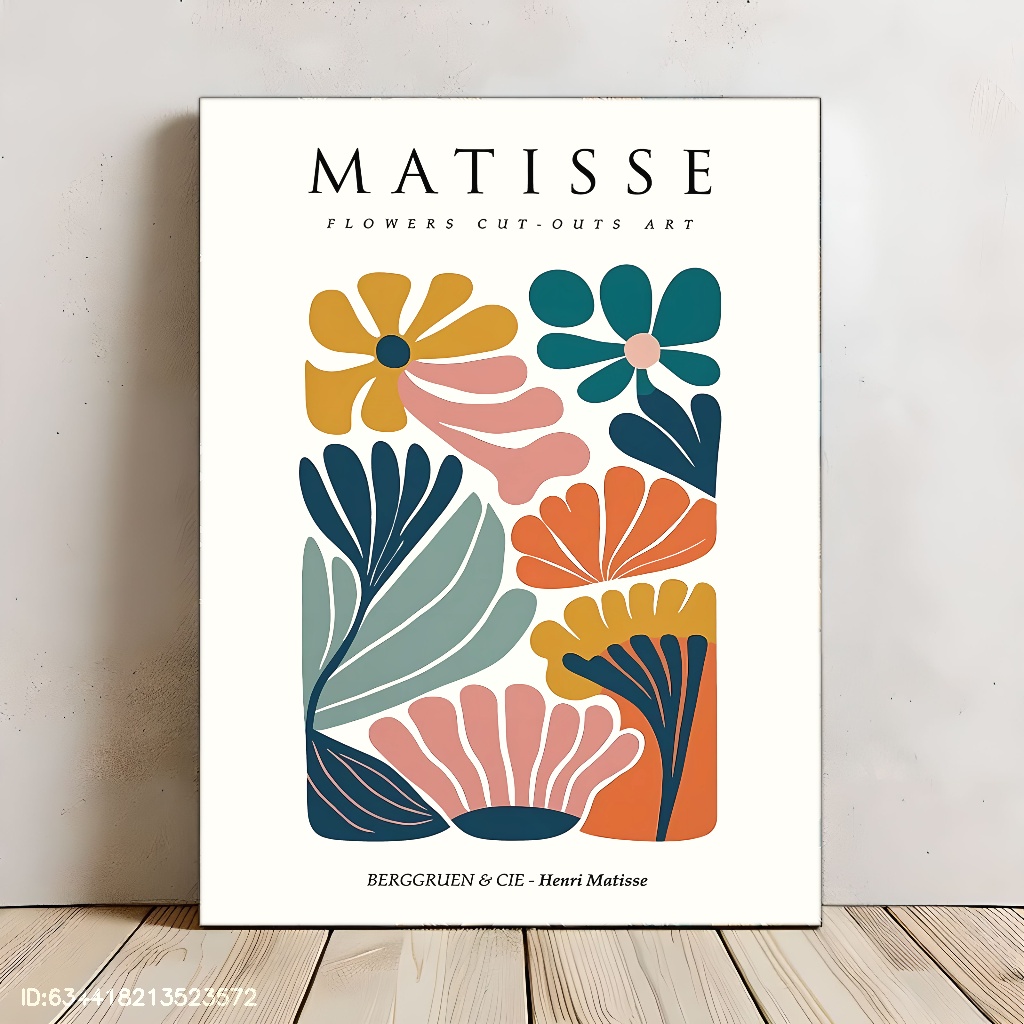 MATISSE
FLOWERS CUT-OUTS ART
BERGGRUEN & CIE - Henri Matisse
ID:634418213523572